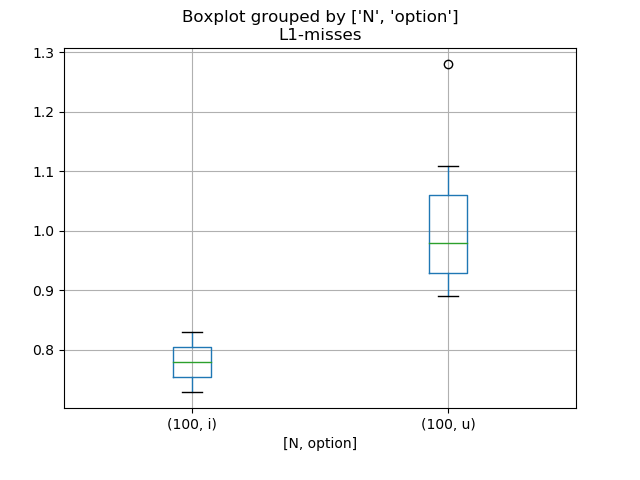 Boxplot grouped by ['N', 'option']
L1-misses
1.3
1.2
1.1
1.0
0.9
0.8
(100, i)
(100, u)
[N, option]